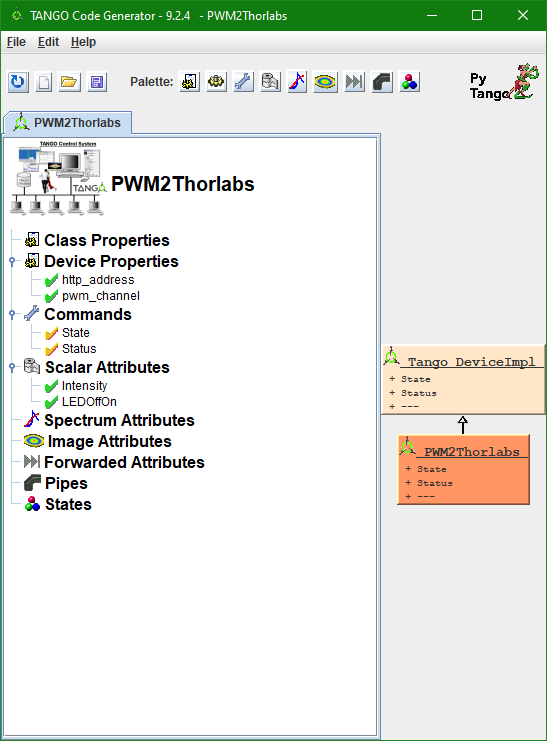 TANGO Code Generator - 9.2.4 - PWM2Thorlabs
File Edit Help
Palette:
Py
Tango
PWM2Thorlabs
TANGO Control System
TANGO
PWM2Thorlabs
Class Properties
Device Properties
http_address
pwm_channel
Commands
State
Status
Scalar Attributes
Intensity
LEDOffOn
Spectrum Attributes
Image Attributes
Forwarded Attributes
Pipes
States
Tango DeviceImpl
+ State
+ Status
+ ---
PWM2Thorlabs
+ State
+ Status
+ ---